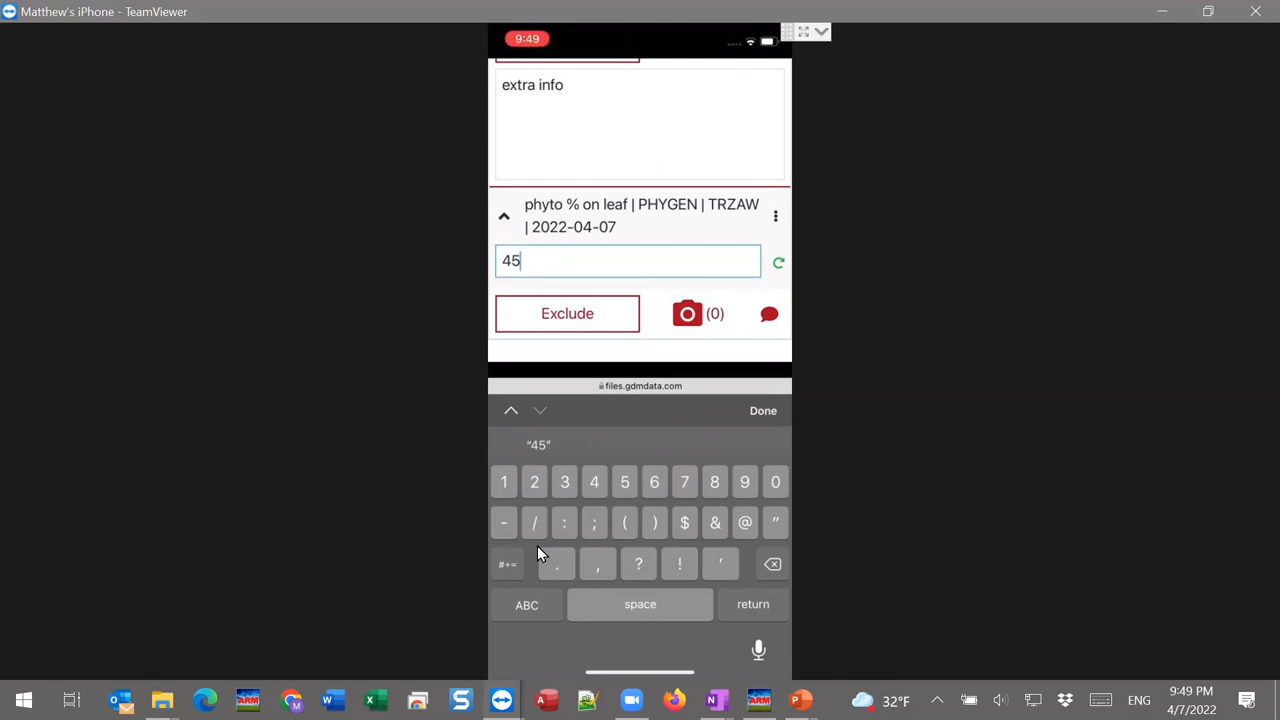 Matthew's iPhone - TeamViewer
9:49
extra info
phyto % on leaf | PHYGEN | TRZAW
| 2022-04-07
45
Exclude
(0)
files.gdmdata.com
Done
"45"
1 2 3 4 5 6 7 8 9 0
- / : ; ( ) $ & @ "
#+= . , ? ! '
ABC space return
ARM
ARM
32°F
ENG
9:49 PM
4/7/2022